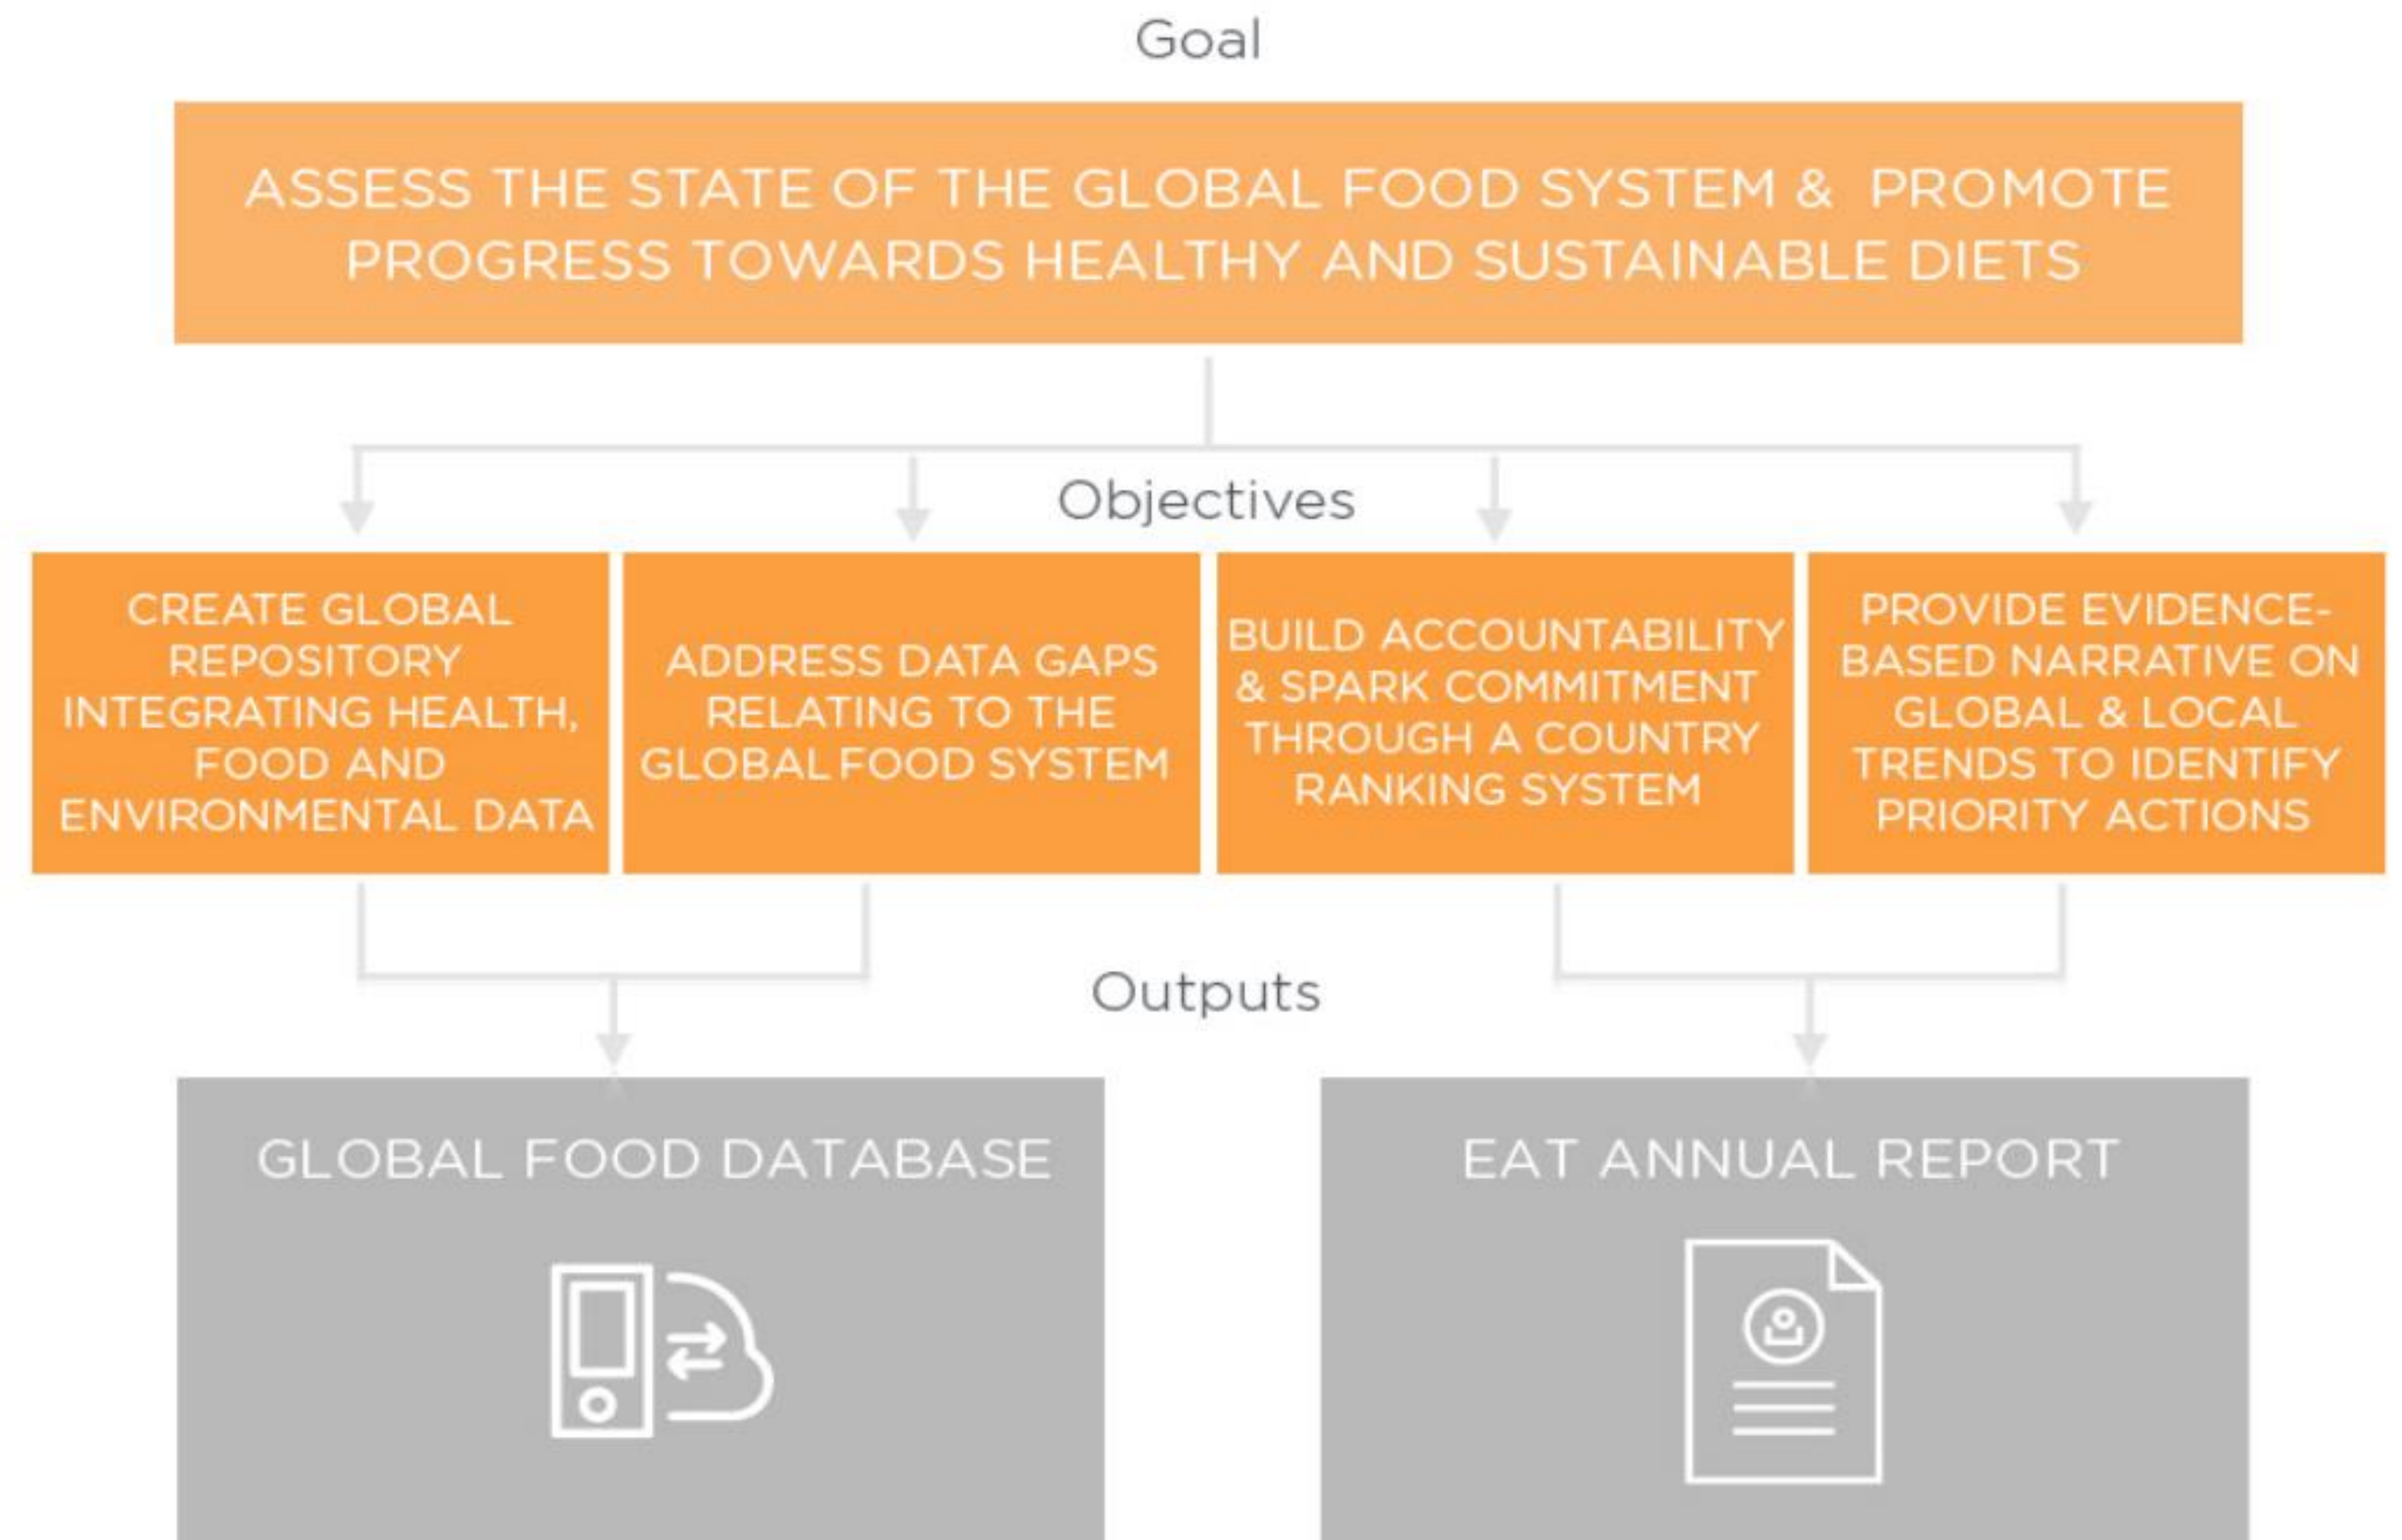 Goal
ASSESS THE STATE OF THE GLOBAL FOOD SYSTEM & PROMOTE
PROGRESS TOWARDS HEALTHY AND SUSTAINABLE DIETS
Objectives
CREATE GLOBAL
REPOSITORY
INTEGRATING HEALTH,
FOOD AND
ENVIRONMENTAL DATA
ADDRESS DATA GAPS
RELATING TO THE
GLOBAL FOOD SYSTEM
BUILD ACCOUNTABILITY
& SPARK COMMITMENT
THROUGH A COUNTRY
RANKING SYSTEM
PROVIDE EVIDENCE-
BASED NARRATIVE ON
GLOBAL & LOCAL
TRENDS TO IDENTIFY
PRIORITY ACTIONS
Outputs
GLOBAL FOOD DATABASE
EAT ANNUAL REPORT